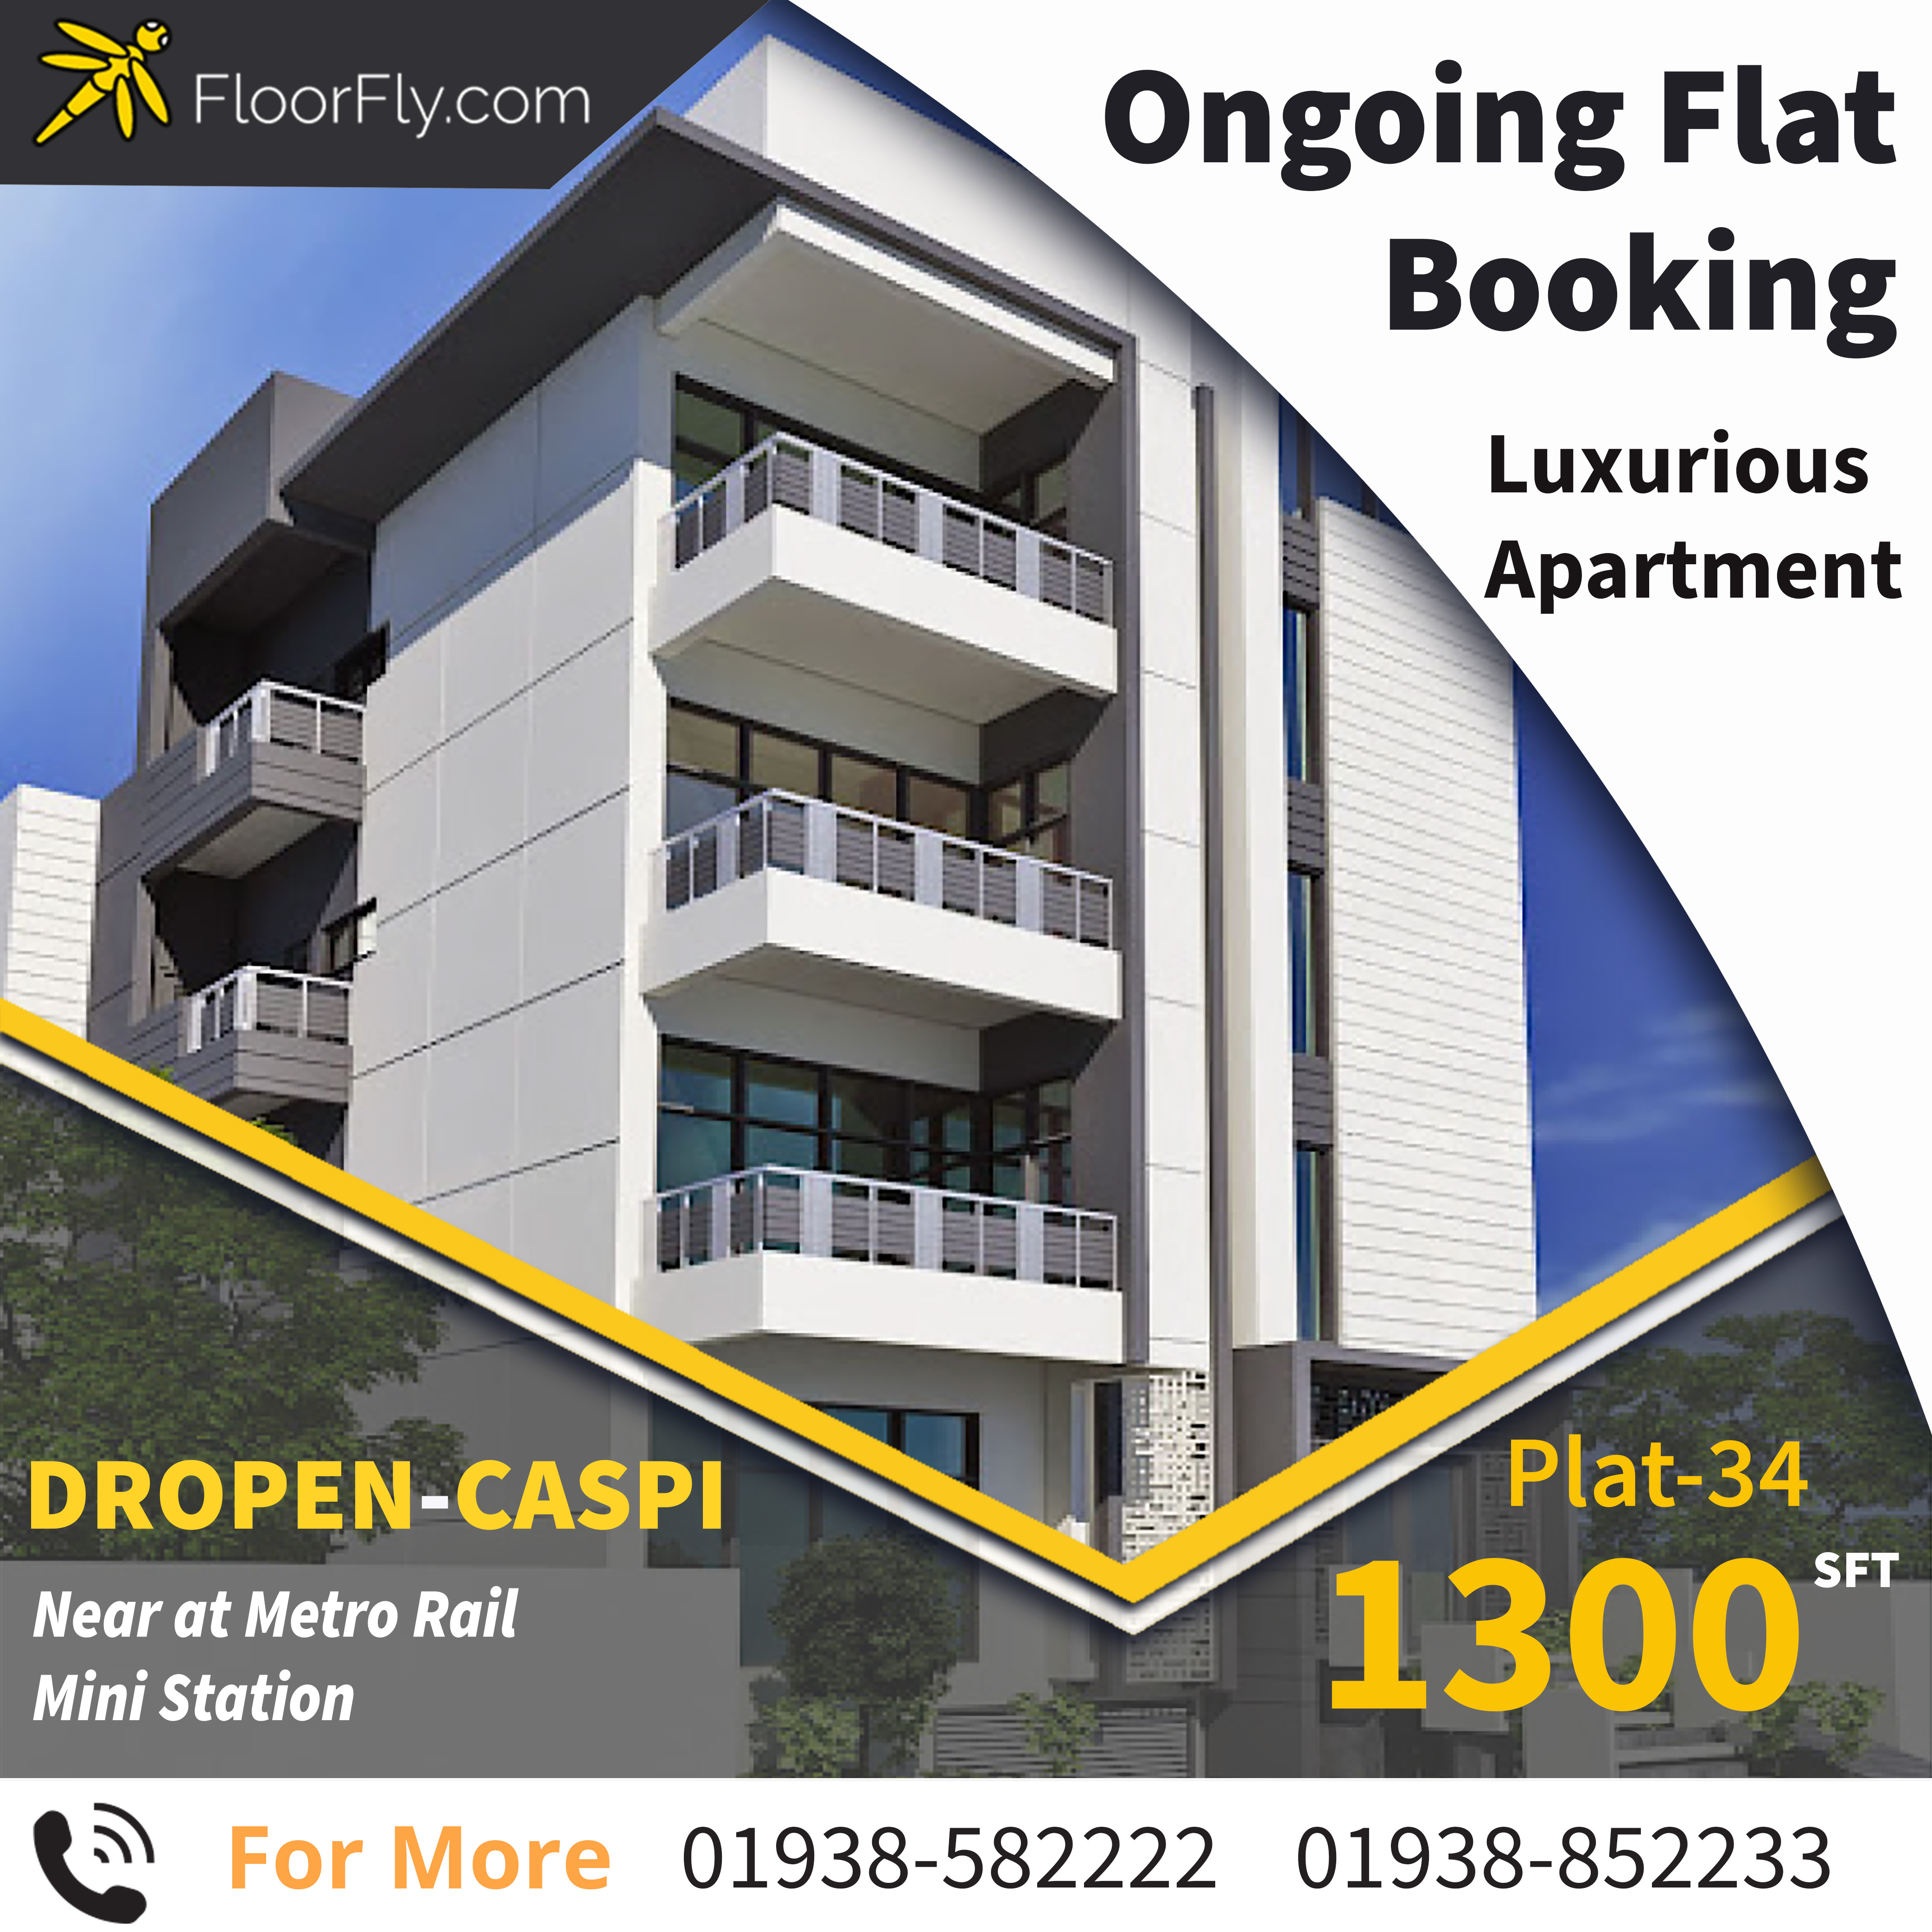 FloorFly.com
Ongoing Flat
Booking
Luxurious
Apartment
DROPEN-CASPI
Near at Metro Rail
Mini Station
Plat-34
1300 SFT
For More 01938-582222 01938-852233